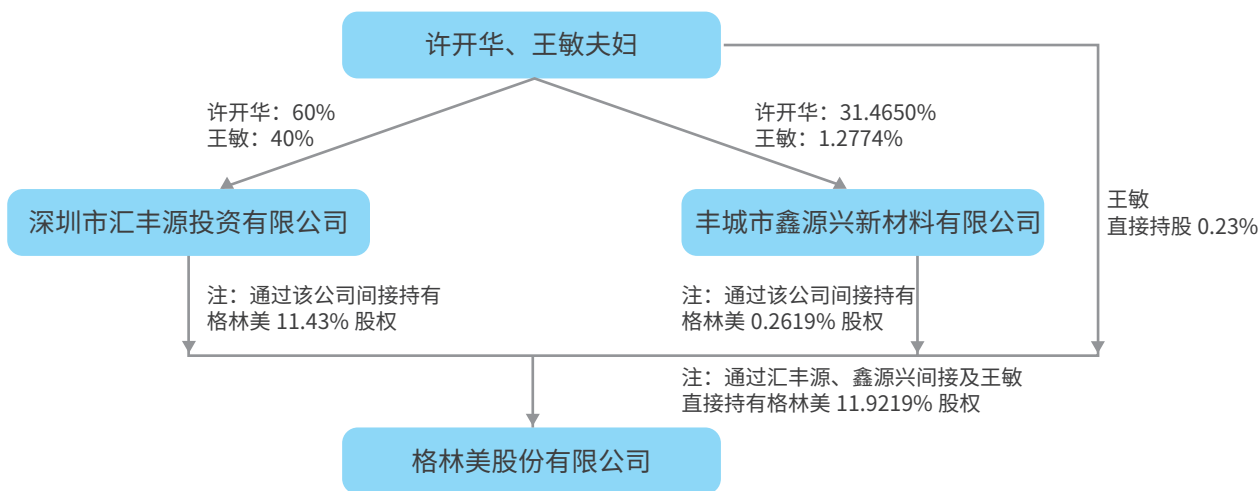 许开华、王敏夫妇
许开华：60%
王敏：40%
许开华：31.4650%
王敏：1.2774%
深圳市汇丰源投资有限公司
丰城市鑫源兴新材料有限公司
王敏
直接持股 0.23%
注：通过该公司间接持有
格林美 11.43% 股权
注：通过该公司间接持有
格林美 0.2619% 股权
注：通过汇丰源、鑫源兴间接及王敏
直接持有格林美 11.9219% 股权
格林美股份有限公司